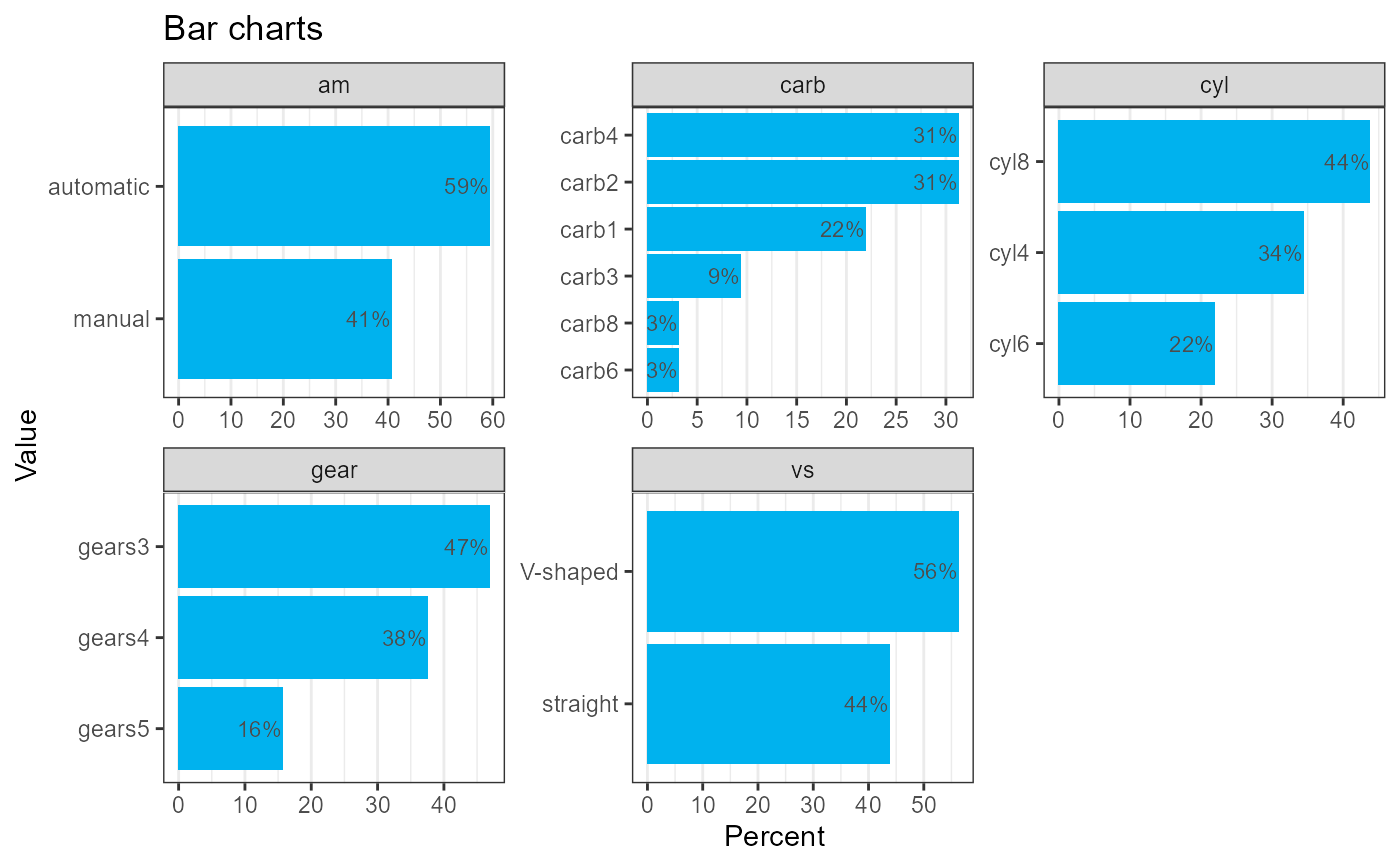 Bar charts
am
automatic
59%
manual
41%
0 10 20 30 40 50 60
carb
carb4
31%
carb2
31%
carb1
22%
carb3
9%
carb8
3%
carb6
3%
0 5 10 15 20 25 30
cyl
cyl8
44%
cyl4
34%
cyl6
22%
0 10 20 30 40
Value
gear
gears3
47%
gears4
38%
gears5
16%
0 10 20 30 40
vs
V-shaped
56%
straight
44%
0 10 20 30 40 50
Percent